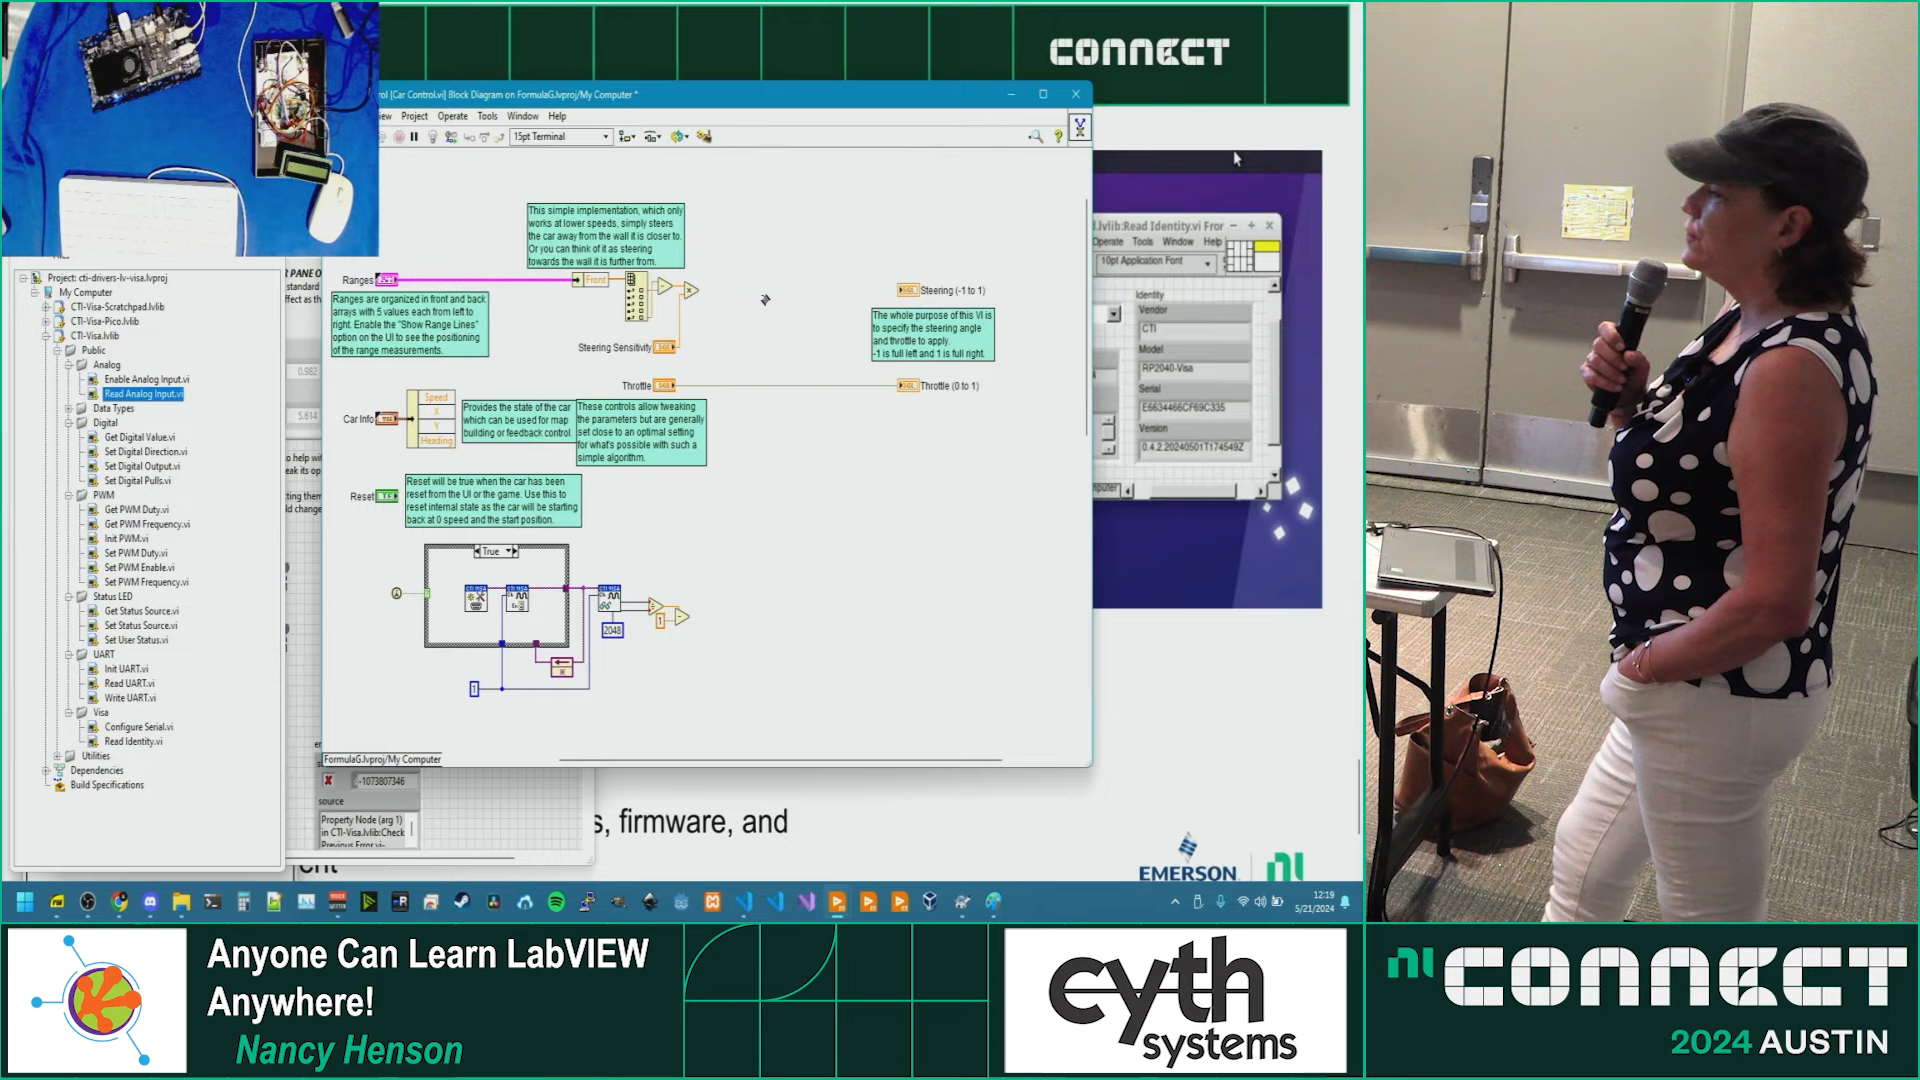 CONNECT
[Car Control.vi] Block Diagram on FormulaG.lvproj/My Computer *
Project Operate Tools Window Help
15pt Terminal
This simple implementation, which only
works at lower speeds, simply steers
the car away from the wall it is closer to.
Or you can think of it as steering
towards the wall it is further from.
Ranges
Front
Ranges are organized in front and back
arrays with 5 values each from left to
right. Enable the "Show Range Lines"
option on the UI to see the positioning
of the range measurements.
Steering Sensitivity
Steering (-1 to 1)
The whole purpose of this VI is
to specify the steering angle
and throttle to apply.
-1 is full left and 1 is full right.
Throttle
Throttle (0 to 1)
Car Info
Speed
X
Y
Heading
Provides the state of the car
which can be used for map
building or feedback control.
These controls allow tweaking
the parameters but are generally
set close to an optimal setting
for what's possible with such a
simple algorithm.
Reset
TF
Reset will be true when the car has been
reset from the UI or the game. Use this to
reset internal state as the car will be starting
back at 0 speed and the start position.
True
2048
1
1
FormulaG.lvproj/My Computer
Project: cti-drivers-lv-visa.lvproj
My Computer
CTI-Visa-Scratchpad.lvlib
CTI-Visa-Pico.lvlib
CTI-Visa.lvlib
Public
Analog
Enable Analog Input.vi
Read Analog Input.vi
Data Types
Digital
Get Digital Value.vi
Set Digital Direction.vi
Set Digital Output.vi
Set Digital Pulls.vi
PWM
Get PWM Duty.vi
Get PWM Frequency.vi
Init PWM.vi
Set PWM Duty.vi
Set PWM Enable.vi
Set PWM Frequency.vi
Status LED
Get Status Source.vi
Set Status Source.vi
Set User Status.vi
UART
Init UART.vi
Read UART.vi
Write UART.vi
Visa
Configure Serial.vi
Read Identity.vi
Utilities
Dependencies
Build Specifications
0.982
5.614
-1073807346
source
Property Node (arg 1)
in CTI-Visa.lvlib:Check
Previous Error.vi-
.lvlib:Read Identity.vi Fror
Operate Tools Window Help
10pt Application Font
Identity
Vendor
CTI
Model
RP2040-Visa
Serial
E6634466CF69C335
Version
0.4.2.20240501T174549Z
s, firmware, and
EMERSON
ni
12:19
5/21/2024
Anyone Can Learn LabVIEW
Anywhere!
Nancy Henson
cyth
systems
ni CONNECT
2024 AUSTIN